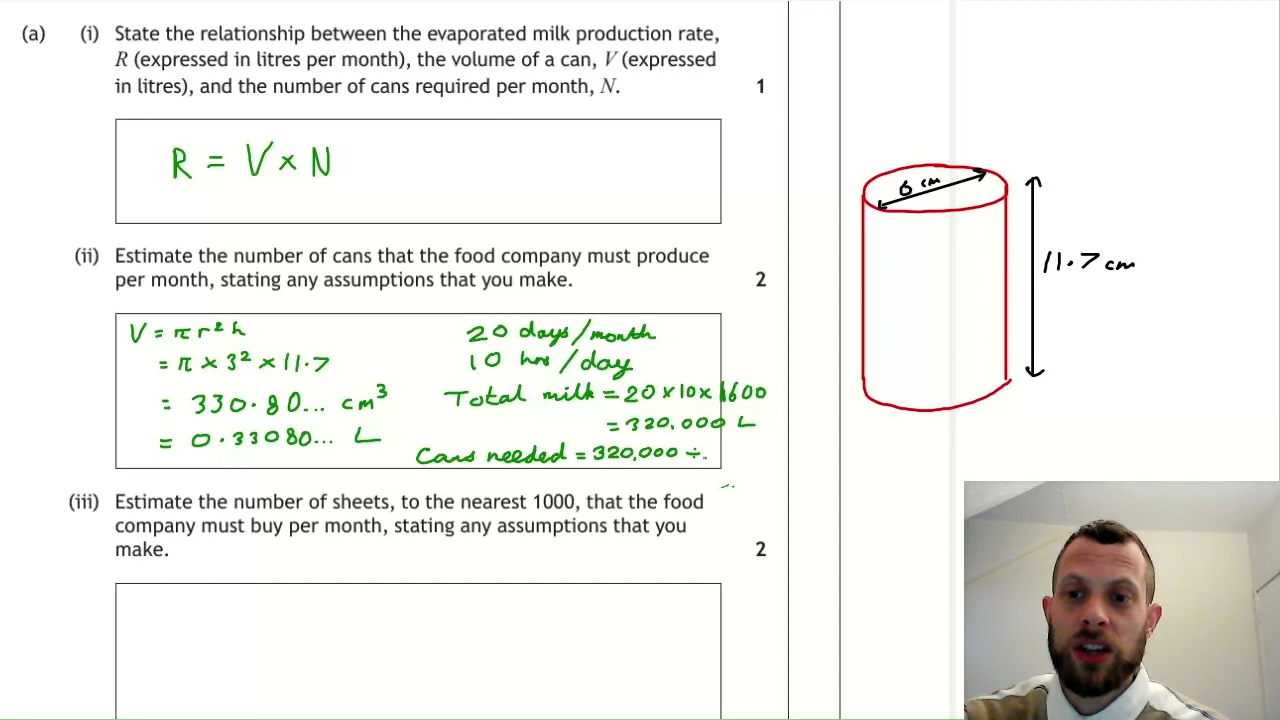 (a) (i) State the relationship between the evaporated milk production rate,
R (expressed in litres per month), the volume of a can, V (expressed
in litres), and the number of cans required per month, N. 1
R = V × N
(ii) Estimate the number of cans that the food company must produce
per month, stating any assumptions that you make. 2
V = πr²h
= π × 3² × 11.7
= 330.80... cm³
= 0.33080... L
20 days/month
10 hrs/day
Total milk = 20 × 10 × 1600
= 320,000 L
Cans needed = 320,000 ÷
(iii) Estimate the number of sheets, to the nearest 1000, that the food
company must buy per month, stating any assumptions that you
make. 2
6 cm
11.7 cm